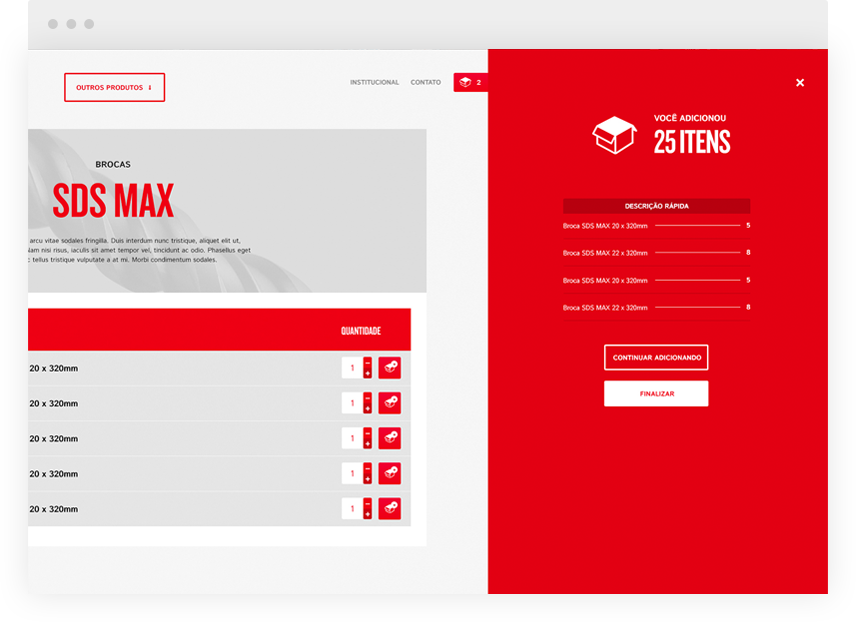 OUTROS PRODUTOS
INSTITUCIONAL
CONTATO
2
BROCAS
SDS MAX
arcu vitae sodales fringilla. Duis interdum nunc tristique, aliquet elit ut,
Nam nisi risus, iaculis sit amet tempor vel, tincidunt ac odio. Phasellus eget
: tellus tristique vulputate a at mi. Morbi condimentum sodales.
QUANTIDADE
20 x 320mm 1
20 x 320mm 1
20 x 320mm 1
20 x 320mm 1
20 x 320mm 1
VOCÊ ADICIONOU
25 ITENS
DESCRIÇÃO RÁPIDA
Broca SDS MAX 20 x 320mm 5
Broca SDS MAX 22 x 320mm 8
Broca SDS MAX 20 x 320mm 5
Broca SDS MAX 22 x 320mm 8
CONTINUAR ADICIONANDO
FINALIZAR